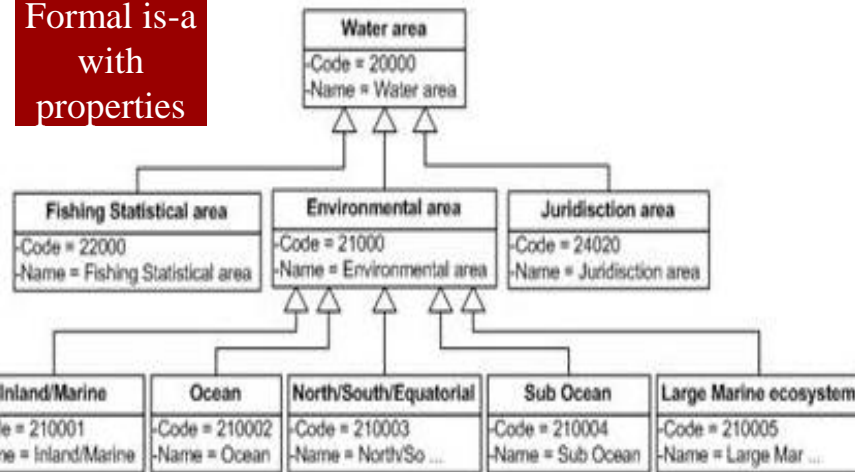 Formal is-a
with
properties
Water area
-Code = 20000
-Name = Water area
Fishing Statistical area
-Code = 22000
-Name = Fishing Statistical area
Environmental area
-Code = 21000
-Name = Environmental area
Juridisction area
-Code = 24020
-Name = Juridisction area
Inland/Marine
de = 210001
me = Inland/Marine
Ocean
-Code = 210002
-Name = Ocean
North/South/Equatorial
-Code = 210003
-Name = North/So ...
Sub Ocean
-Code = 210004
-Name = Sub Ocean
Large Marine ecosystem
-Code = 210005
-Name = Large Mar ...